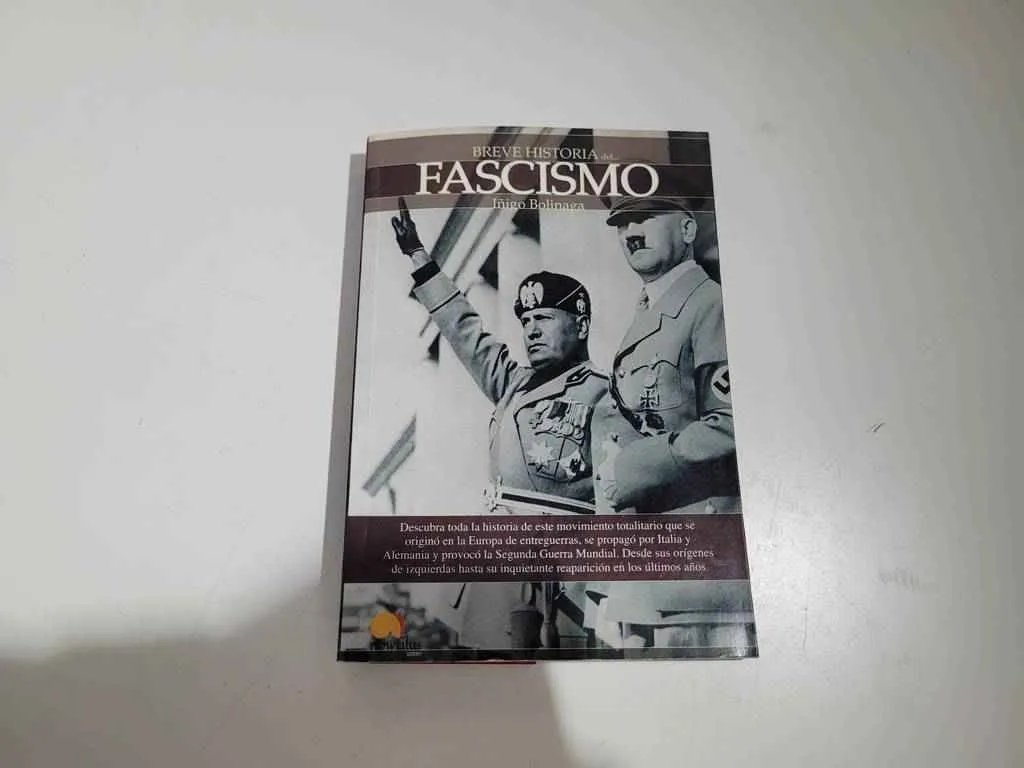 BREVE HISTORIA del...
FASCISMO
Iñigo Bolinaga
Descubra toda la historia de este movimiento totalitario que se
originó en la Europa de entreguerras, se propagó por Italia y
Alemania y provocó la Segunda Guerra Mundial. Desde sus orígenes
de izquierdas hasta su inquietante reaparición en los últimos años